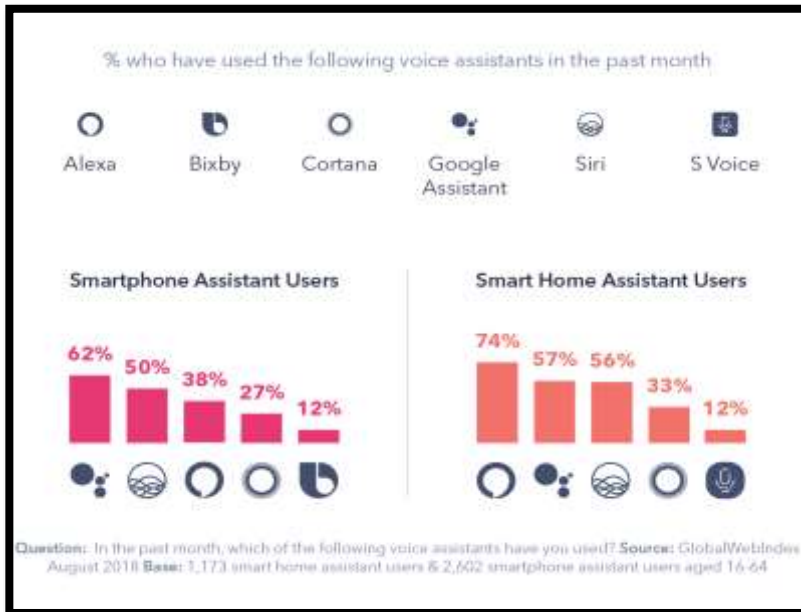 % who have used the following voice assistants in the past month
Alexa
Bixby
Cortana
Google
Assistant
Siri
S Voice
Smartphone Assistant Users
62%
50%
38%
27%
12%
Smart Home Assistant Users
74%
57%
56%
33%
12%
Question: In the past month, which of the following voice assistants have you used? Source: GlobalWebIndex
August 2018 Base: 1,173 smart home assistant users & 2,602 smartphone assistant users aged 16-64